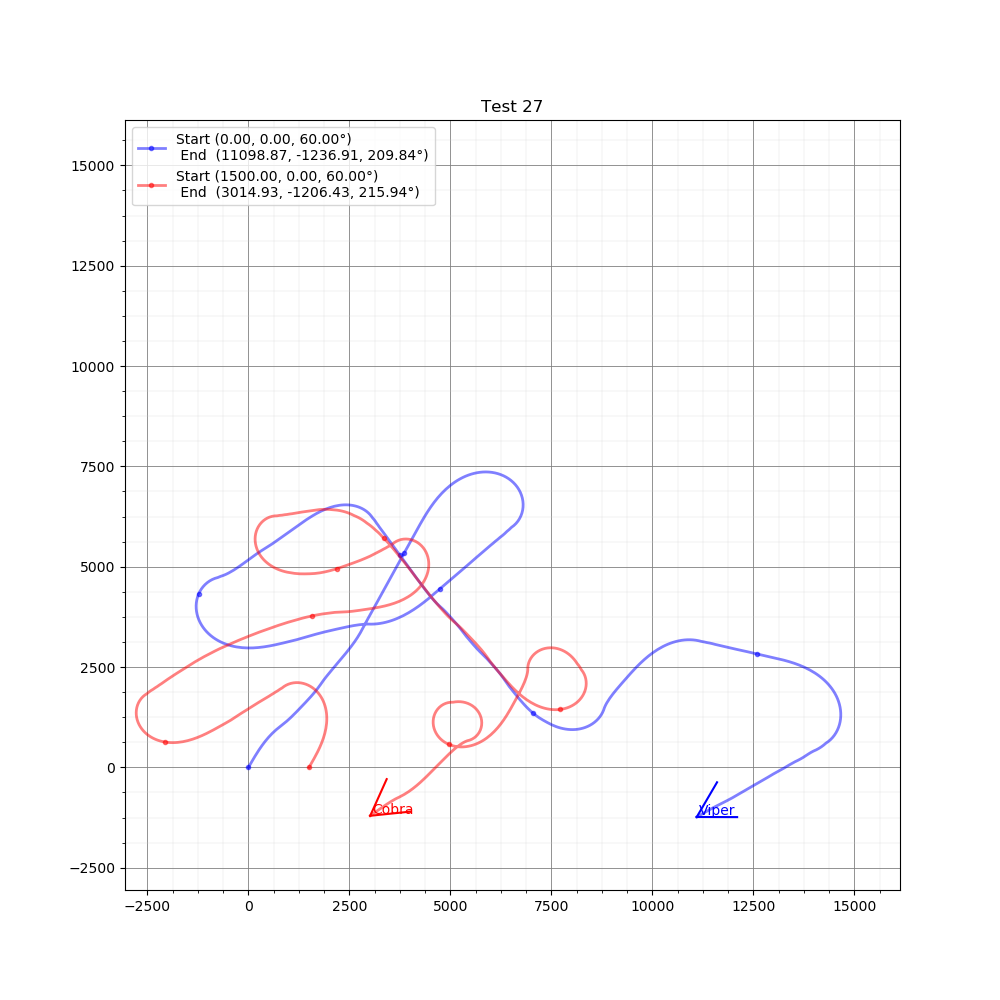 Test 27
Start (0.00, 0.00, 60.00°)
End (11098.87, -1236.91, 209.84°)
Start (1500.00, 0.00, 60.00°)
End (3014.93, -1206.43, 215.94°)
15000
12500
10000
7500
5000
2500
0
−2500
Cobra
Viper
−2500 0 2500 5000 7500 10000 12500 15000